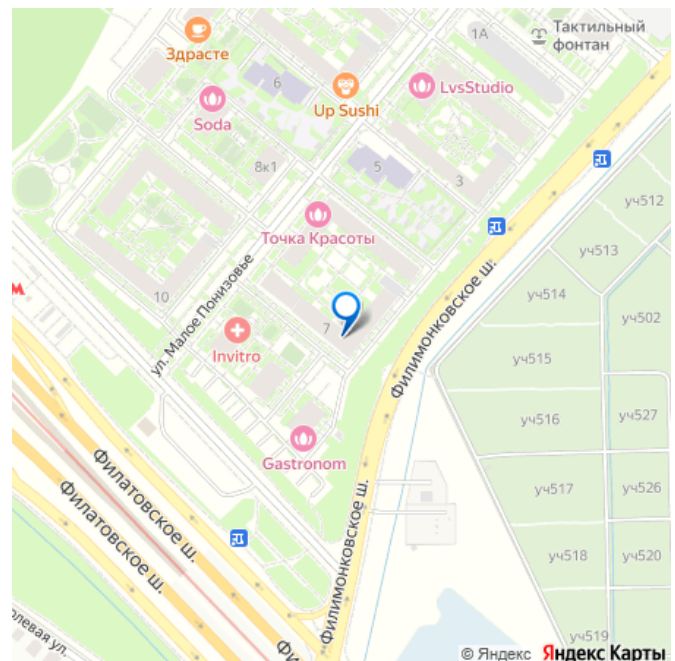 1А
Тактильный
фонтан
Здрасте
6
Up Sushi
LvsStudio
Soda
8к1
5
3
уч512
Точка Красоты
уч513
уч514
уч502
10
ул. Малое Понизовье
7
Invitro
Филимонковское ш.
уч515
уч516
уч527
Gastronom
Филатовское ш.
Филатовское ш.
Филимонковское ш.
уч517
уч526
уч518
уч520
олевая ул.
уч519
© Яндекс
Яндекс Карты